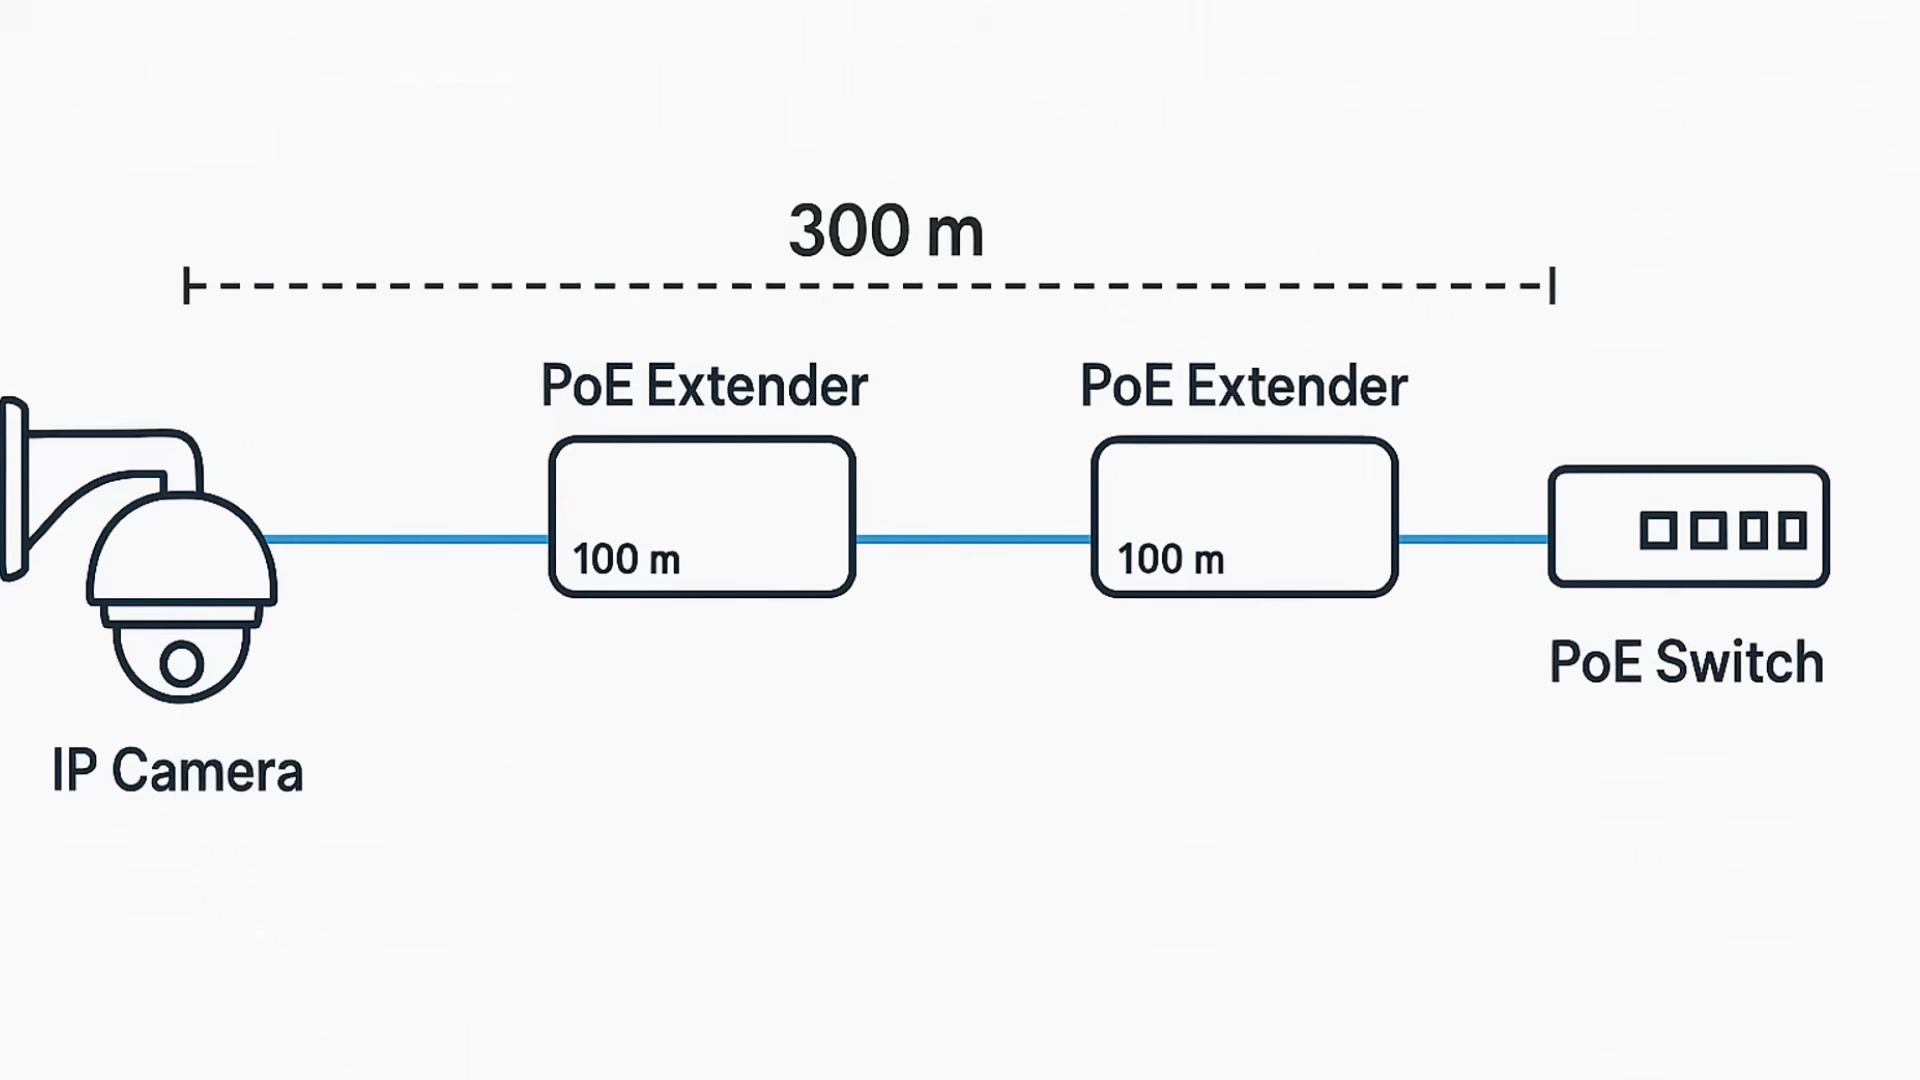 300 m
PoE Extender
PoE Extender
100 m
100 m
PoE Switch
IP Camera